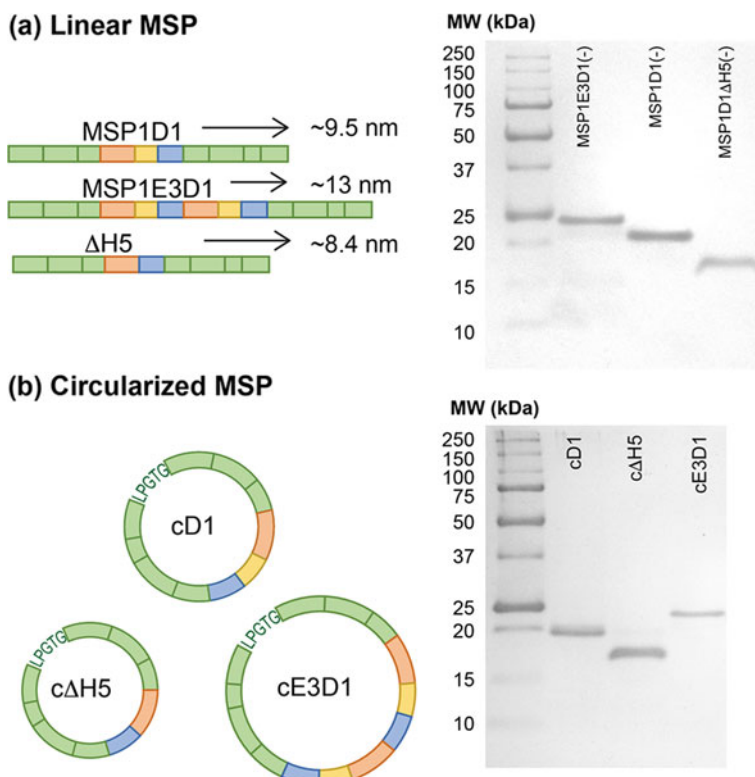 (a) Linear MSP
MSP1D1
~9.5 nm
MSP1E3D1
~13 nm
ΔH5
~8.4 nm
MW (kDa)
250
150
100
75
50
37
25
20
15
10
MSP1E3D1(-)
MSP1D1(-)
MSP1D1ΔH5(-)
(b) Circularized MSP
LPGTG
cD1
LPGTG
cΔH5
LPGTG
cE3D1
MW (kDa)
250
150
100
75
50
37
25
20
15
10
cD1
cΔH5
cE3D1